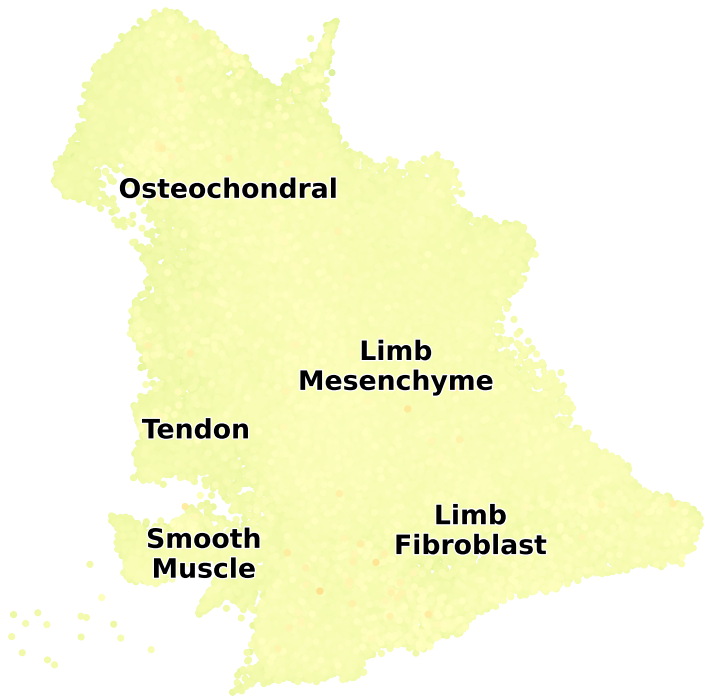 Osteochondral
Limb
Mesenchyme
Tendon
Limb
Fibroblast
Smooth
Muscle